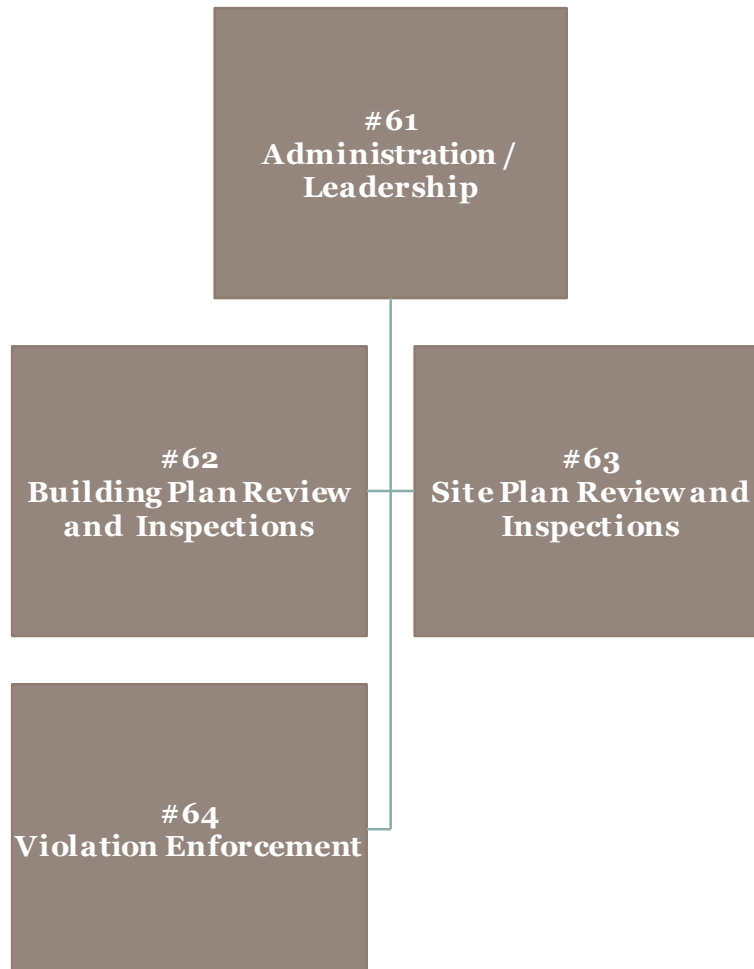 #61
Administration /
Leadership
#62
Building Plan Review
and Inspections
#63
Site Plan Review and
Inspections
#64
Violation Enforcement